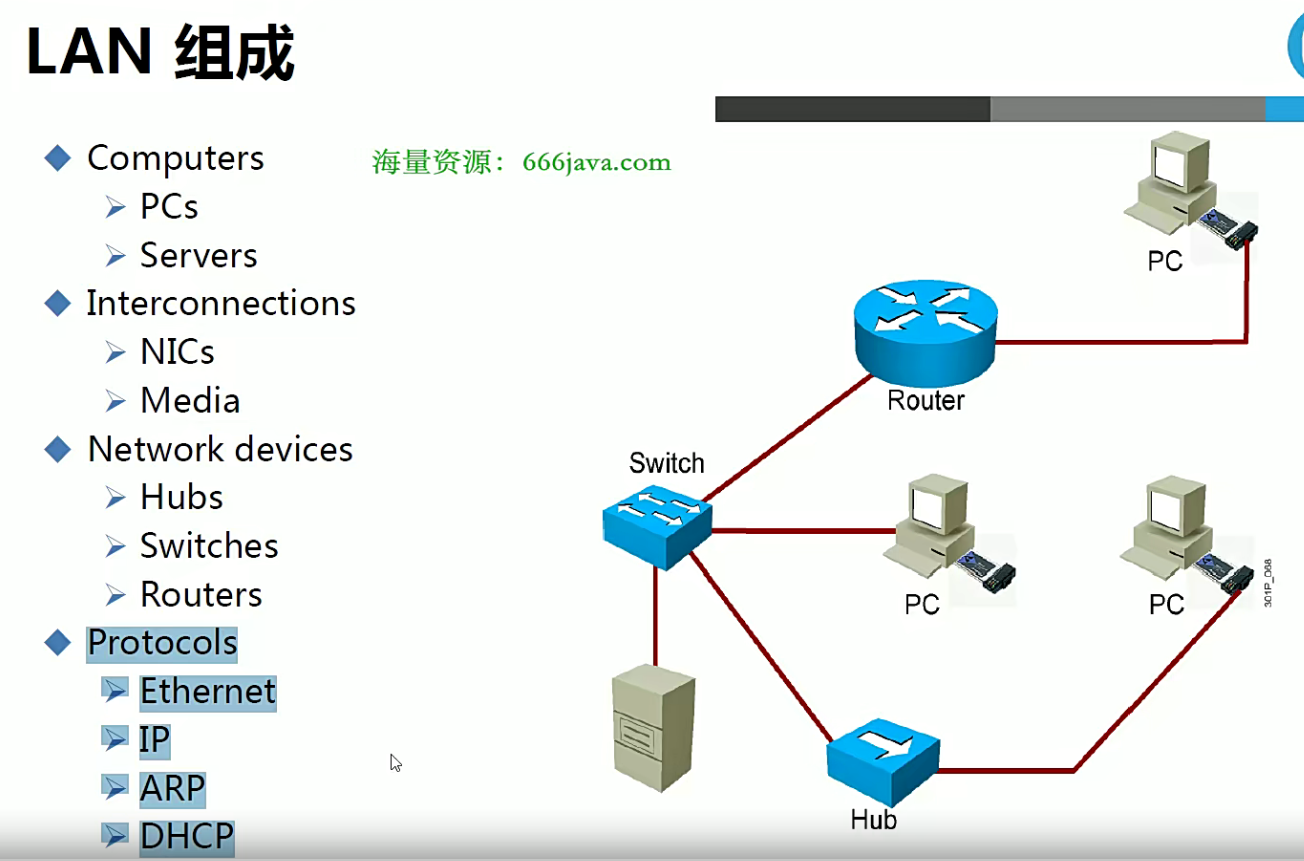 LAN 组成
Computers
海量资源：666java.com
PCs
Servers
Interconnections
NICs
Media
Network devices
Hubs
Switches
Routers
Protocols
Ethernet
IP
ARP
DHCP
PC
Router
Switch
PC
PC
301P_068
Hub